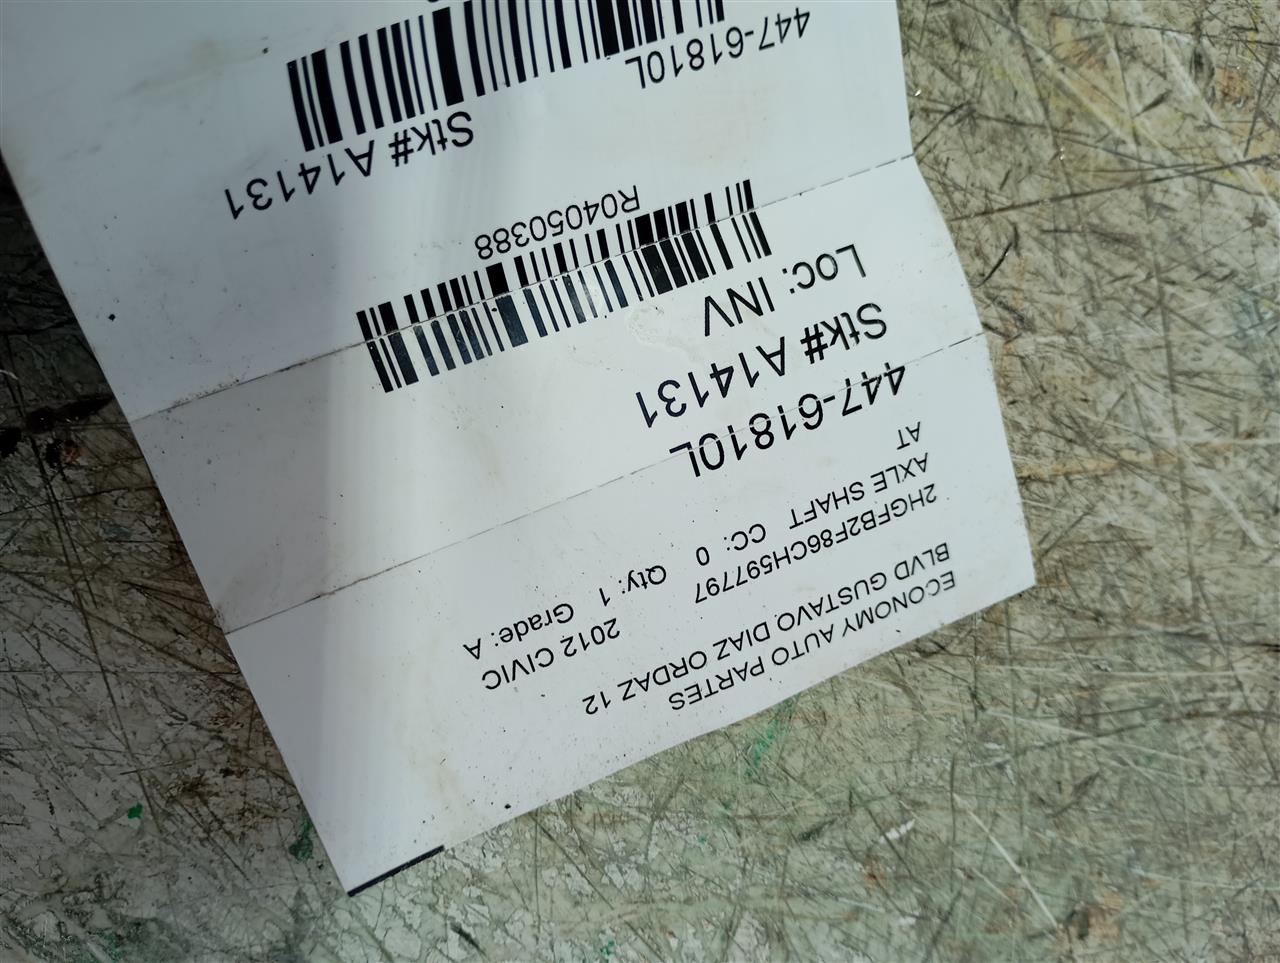 ECONOMY AUTO PARTES
BLVD GUSTAVO DIAZ ORDAZ 12
2HGFB2F86CH597797 2012 CIVIC
AXLE SHAFT CC: 0 Qty: 1 Grade: A
AT
447-61810L
Stk# A14131
Loc: INV
R04050388
Stk# A14131
447-61810L